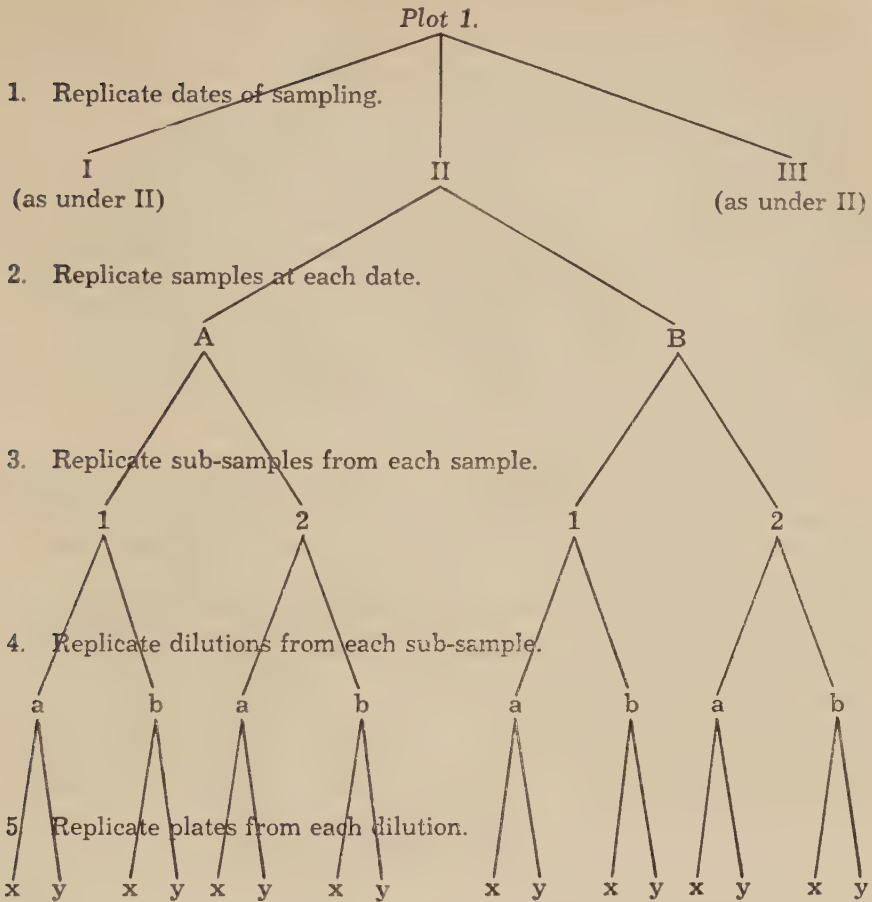 Plot 1.
1. Replicate dates of sampling.
I II III
(as under II) (as under II)
2. Replicate samples at each date.
A B
3. Replicate sub-samples from each sample.
1 2 1 2
4. Replicate dilutions from each sub-sample.
a b a b a b a b
5. Replicate plates from each dilution.
x y x y x y x y x y x y x y x y